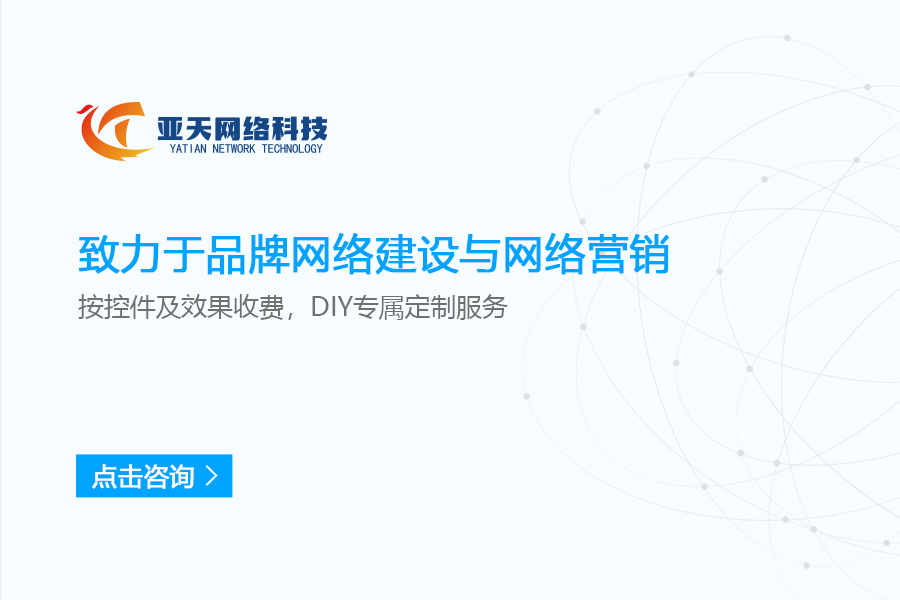 亚天网络科技
YATIAN NETWORK TECHNOLOGY
致力于品牌网络建设与网络营销
按控件及效果收费，DIY专属定制服务
点击咨询 >